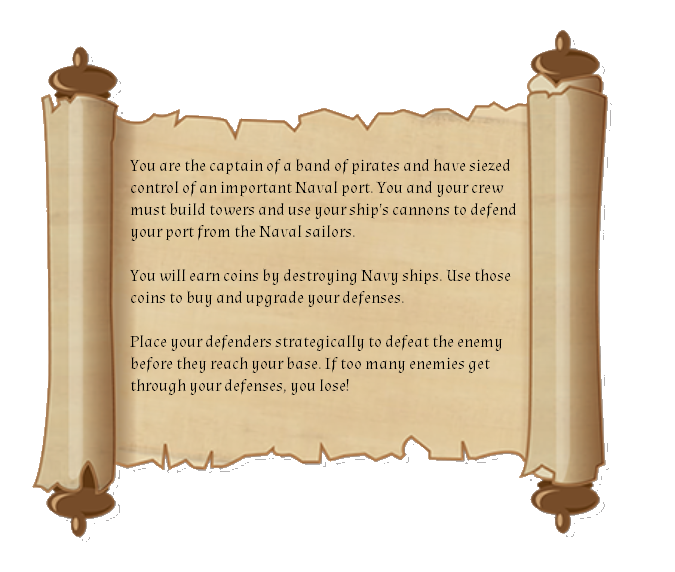 You are the captain of a band of pirates and have siezed
control of an important Naval port. You and your crew
must build towers and use your ship's cannons to defend
your port from the Naval sailors.
You will earn coins by destroying Navy ships. Use those
coins to buy and upgrade your defenses.
Place your defenders strategically to defeat the enemy
before they reach your base. If too many enemies get
through your defenses, you lose!